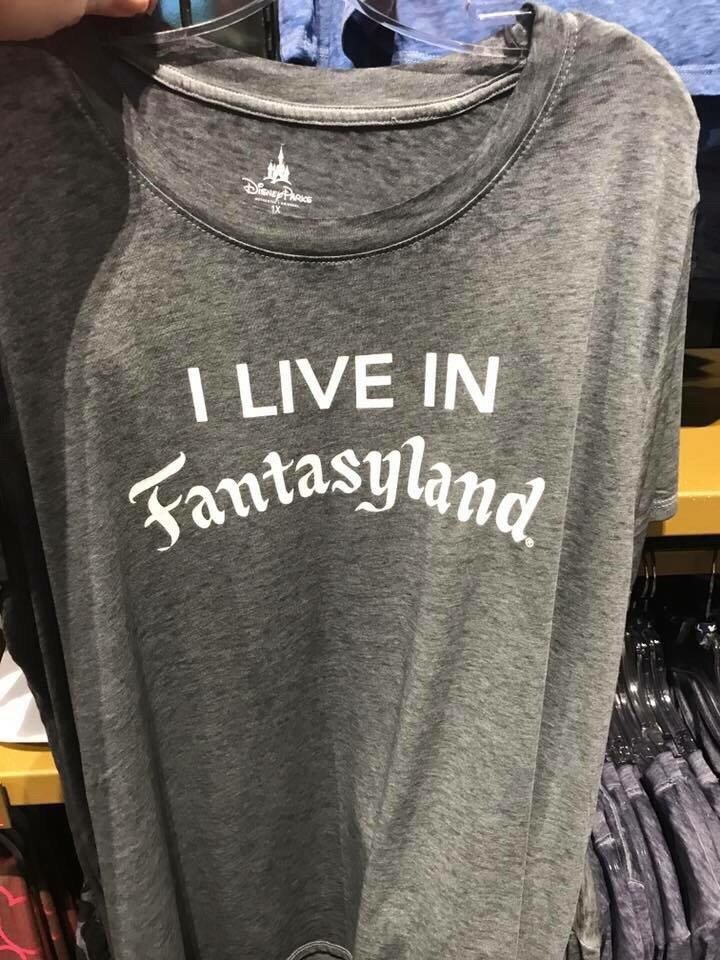 Disney Parks
1X
I LIVE IN
Fantasyland®